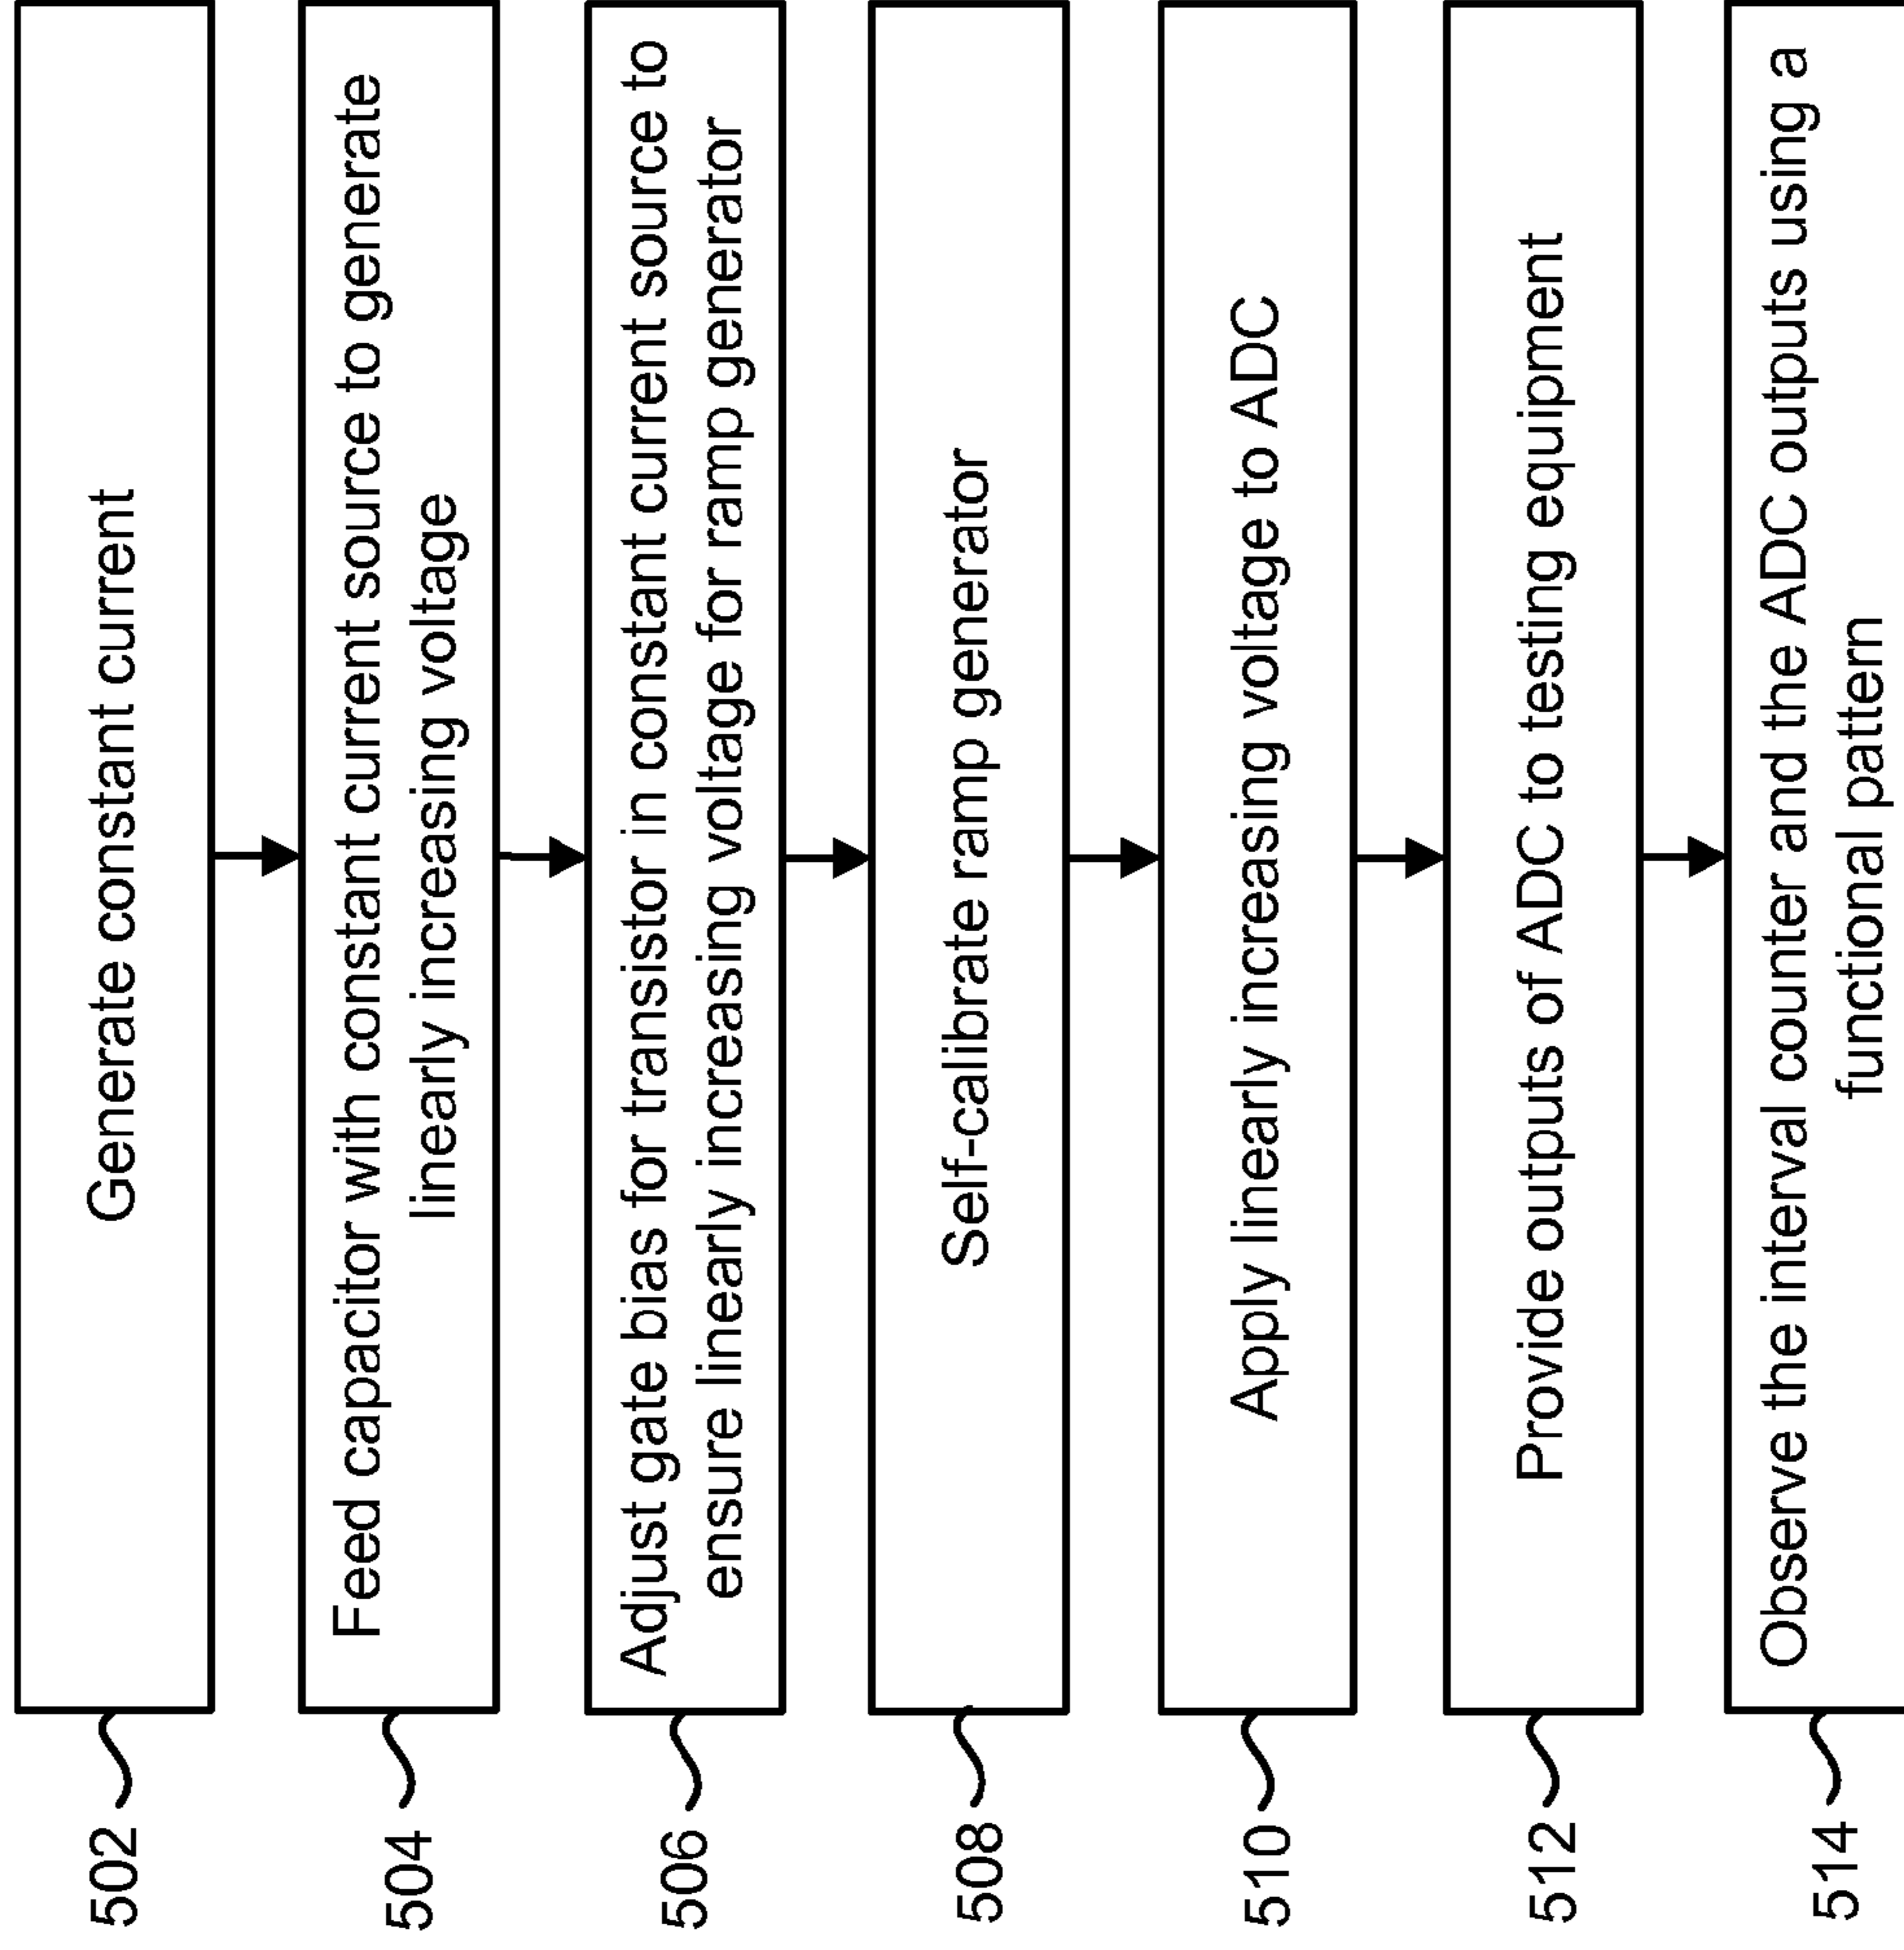 502
Generate constant current
504
Feed capacitor with constant current source to generate
linearly increasing voltage
506
Adjust gate bias for transistor in constant current source to
ensure linearly increasing voltage for ramp generator
508
Self-calibrate ramp generator
510
Apply linearly increasing voltage to ADC
512
Provide outputs of ADC to testing equipment
514
Observe the interval counter and the ADC outputs using a
functional pattern